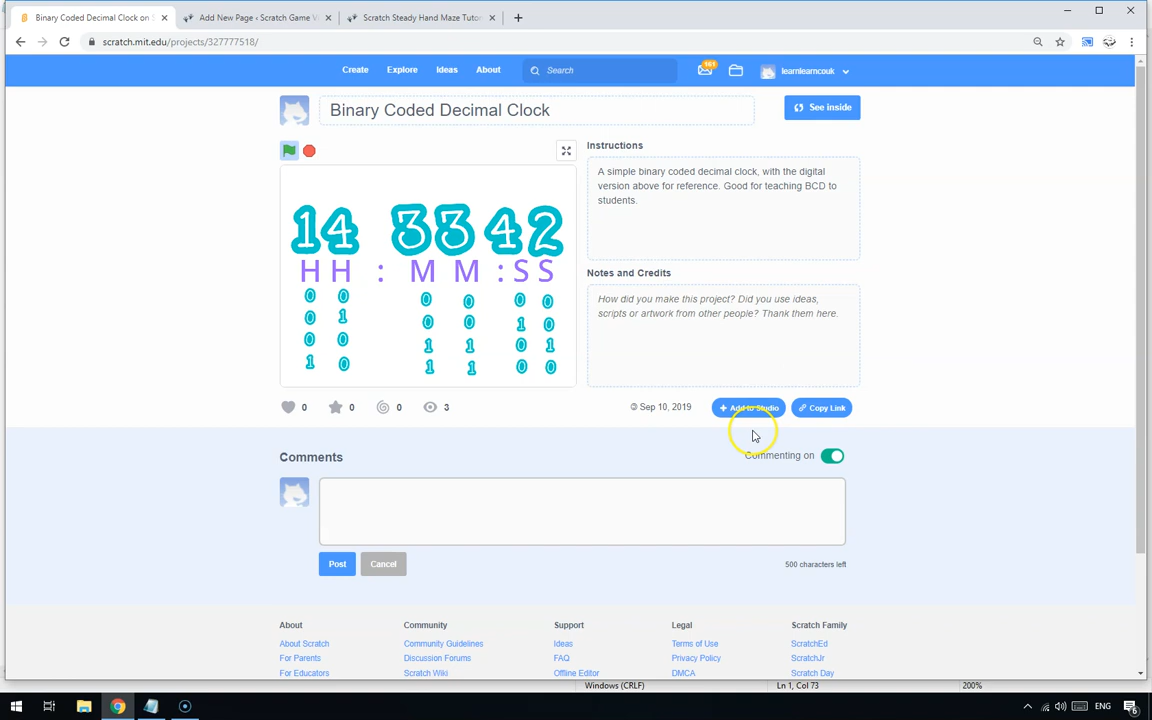 Binary Coded Decimal Clock on S
Add New Page ‹ Scratch Game V
Scratch Steady Hand Maze Tuto
scratch.mit.edu/projects/327777518/
Create Explore Ideas About Search 161 learnlearncouk
Binary Coded Decimal Clock
See inside
Instructions
A simple binary coded decimal clock, with the digital
version above for reference. Good for teaching BCD to
students.
14 33 42
H H : M M : S S
0 0 0 0 0 0
0 1 0 0 1 0
0 0 1 1 0 1
1 0 1 1 0 0
Notes and Credits
How did you make this project? Did you use ideas,
scripts or artwork from other people? Thank them here.
0 0 0 3
© Sep 10, 2019
Add to Studio
Copy Link
Comments
Commenting on
Post
Cancel
500 characters left
About Community Support Legal Scratch Family
About Scratch Community Guidelines Ideas Terms of Use ScratchEd
For Parents Discussion Forums FAQ Privacy Policy ScratchJr
For Educators Scratch Wiki Offline Editor DMCA Scratch Day
Windows (CRLF) Ln 1, Col 73 200%
ENG
6